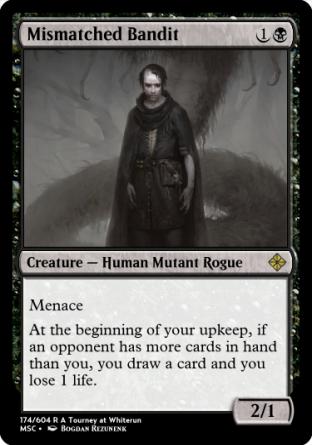 Mismatched Bandit 1
Creature — Human Mutant Rogue
Menace
At the beginning of your upkeep, if
an opponent has more cards in hand
than you, you draw a card and you
lose 1 life.
174/604 R A Tourney at Whiterun
MSC • Bogdan Rezunenk
2/1